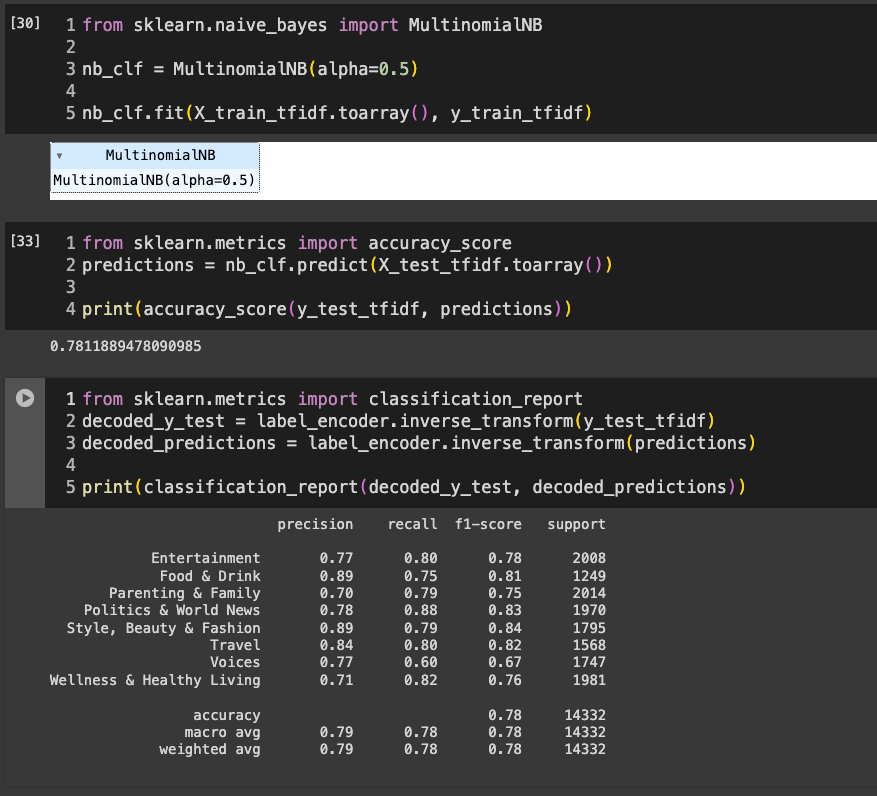 [30]
1 from sklearn.naive_bayes import MultinomialNB
2
3 nb_clf = MultinomialNB(alpha=0.5)
4
5 nb_clf.fit(X_train_tfidf.toarray(), y_train_tfidf)
▾ MultinomialNB
MultinomialNB(alpha=0.5)
[33]
1 from sklearn.metrics import accuracy_score
2 predictions = nb_clf.predict(X_test_tfidf.toarray())
3
4 print(accuracy_score(y_test_tfidf, predictions))
0.7811889478090985
1 from sklearn.metrics import classification_report
2 decoded_y_test = label_encoder.inverse_transform(y_test_tfidf)
3 decoded_predictions = label_encoder.inverse_transform(predictions)
4
5 print(classification_report(decoded_y_test, decoded_predictions))
precision recall f1-score support
Entertainment 0.77 0.80 0.78 2008
Food & Drink 0.89 0.75 0.81 1249
Parenting & Family 0.70 0.79 0.75 2014
Politics & World News 0.78 0.88 0.83 1970
Style, Beauty & Fashion 0.89 0.79 0.84 1795
Travel 0.84 0.80 0.82 1568
Voices 0.77 0.60 0.67 1747
Wellness & Healthy Living 0.71 0.82 0.76 1981
accuracy 0.78 14332
macro avg 0.79 0.78 0.78 14332
weighted avg 0.79 0.78 0.78 14332